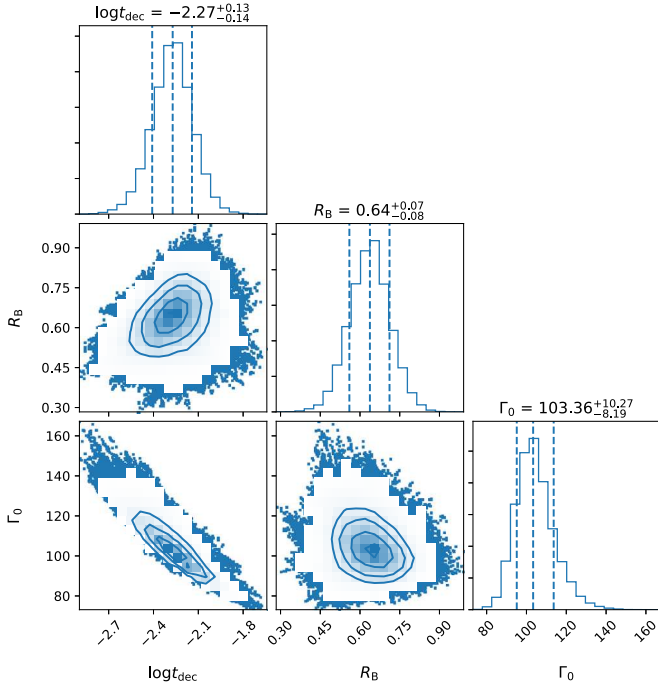 logt_dec = −2.27^{+0.13}_{−0.14}
R_B = 0.64^{+0.07}_{−0.08}
0.90
0.75
0.60
0.45
0.30
R_B
Γ_0 = 103.36^{+10.27}_{−8.19}
160
140
120
100
80
Γ_0
−2.7 −2.4 −2.1 −1.8
0.30 0.45 0.60 0.75 0.90
80 100 120 140 160
logt_dec R_B Γ_0